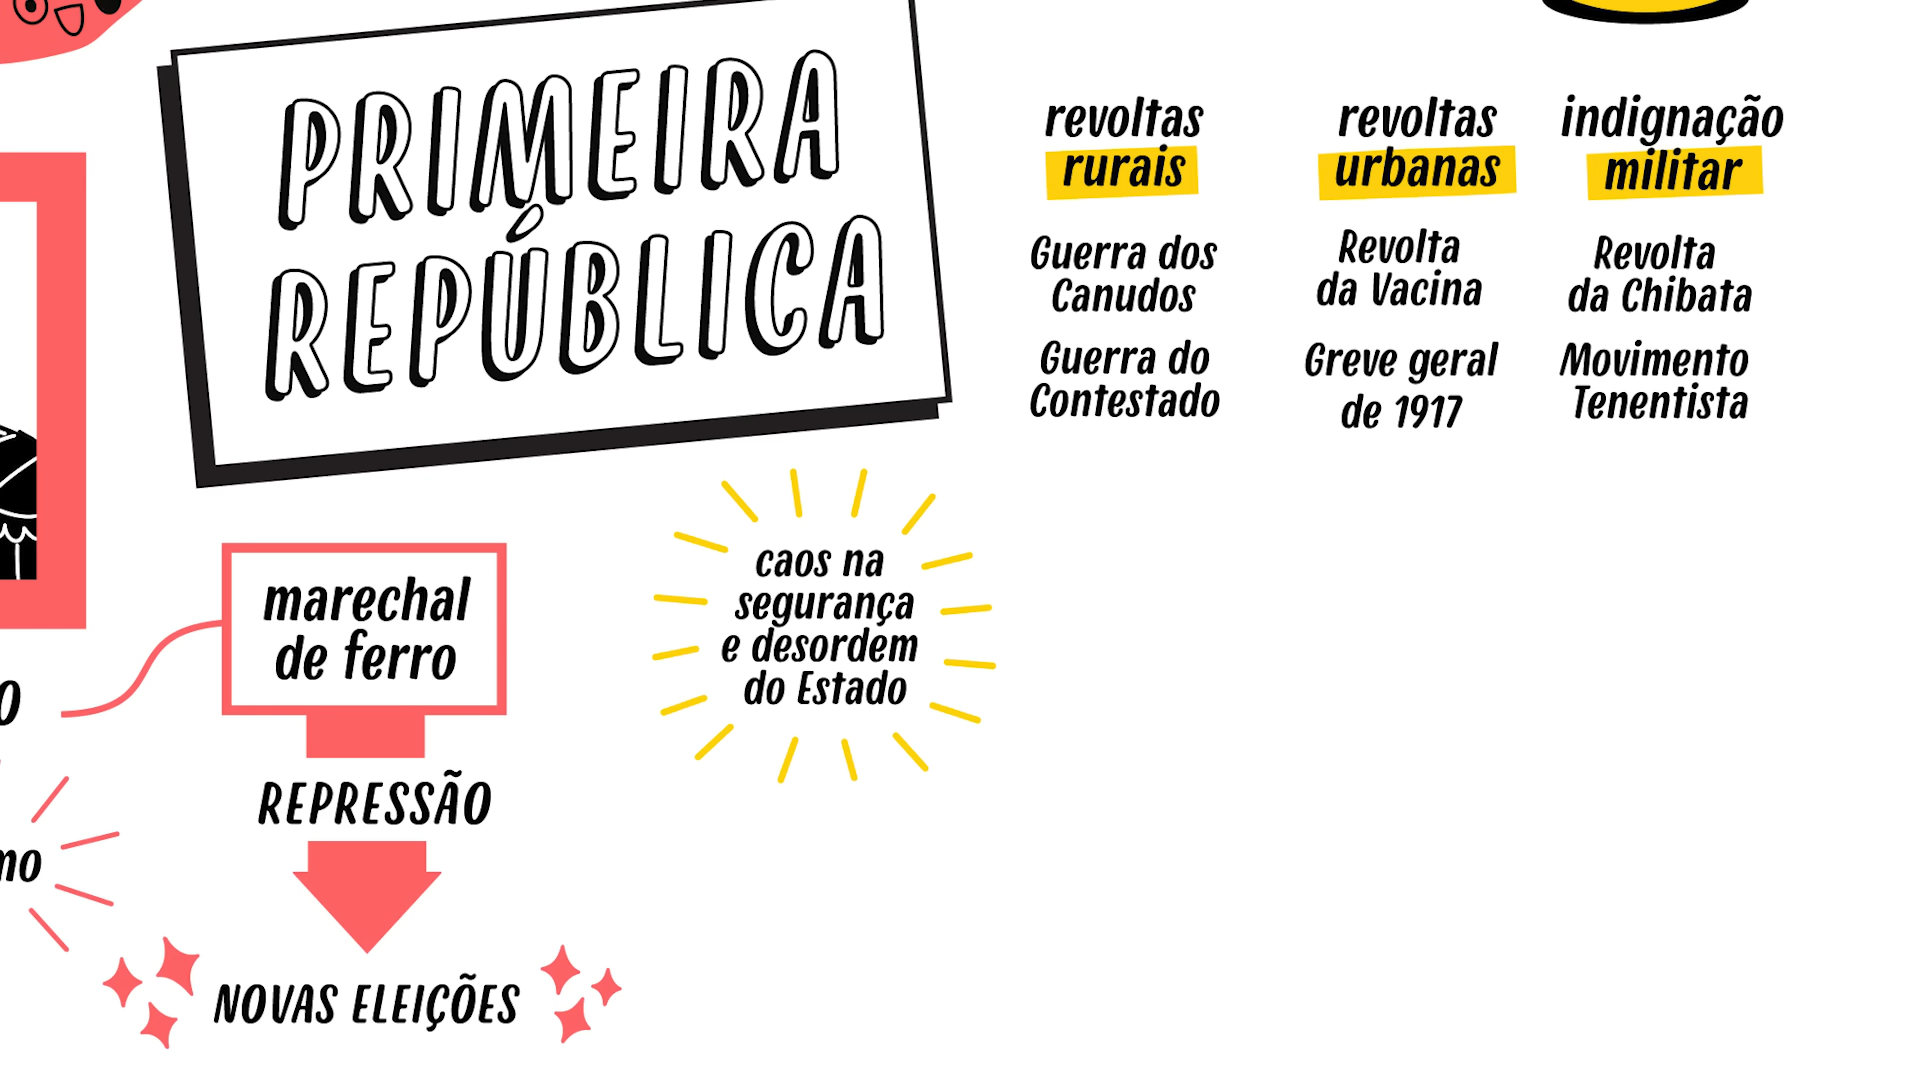 PRIMEIRA
REPÚBLICA
revoltas
rurais
Guerra dos
Canudos
Guerra do
Contestado
revoltas
urbanas
Revolta
da Vacina
Greve geral
de 1917
indignação
militar
Revolta
da Chibata
Movimento
Tenentista
marechal
de ferro
REPRESSÃO
NOVAS ELEIÇÕES
caos na
segurança
e desordem
do Estado